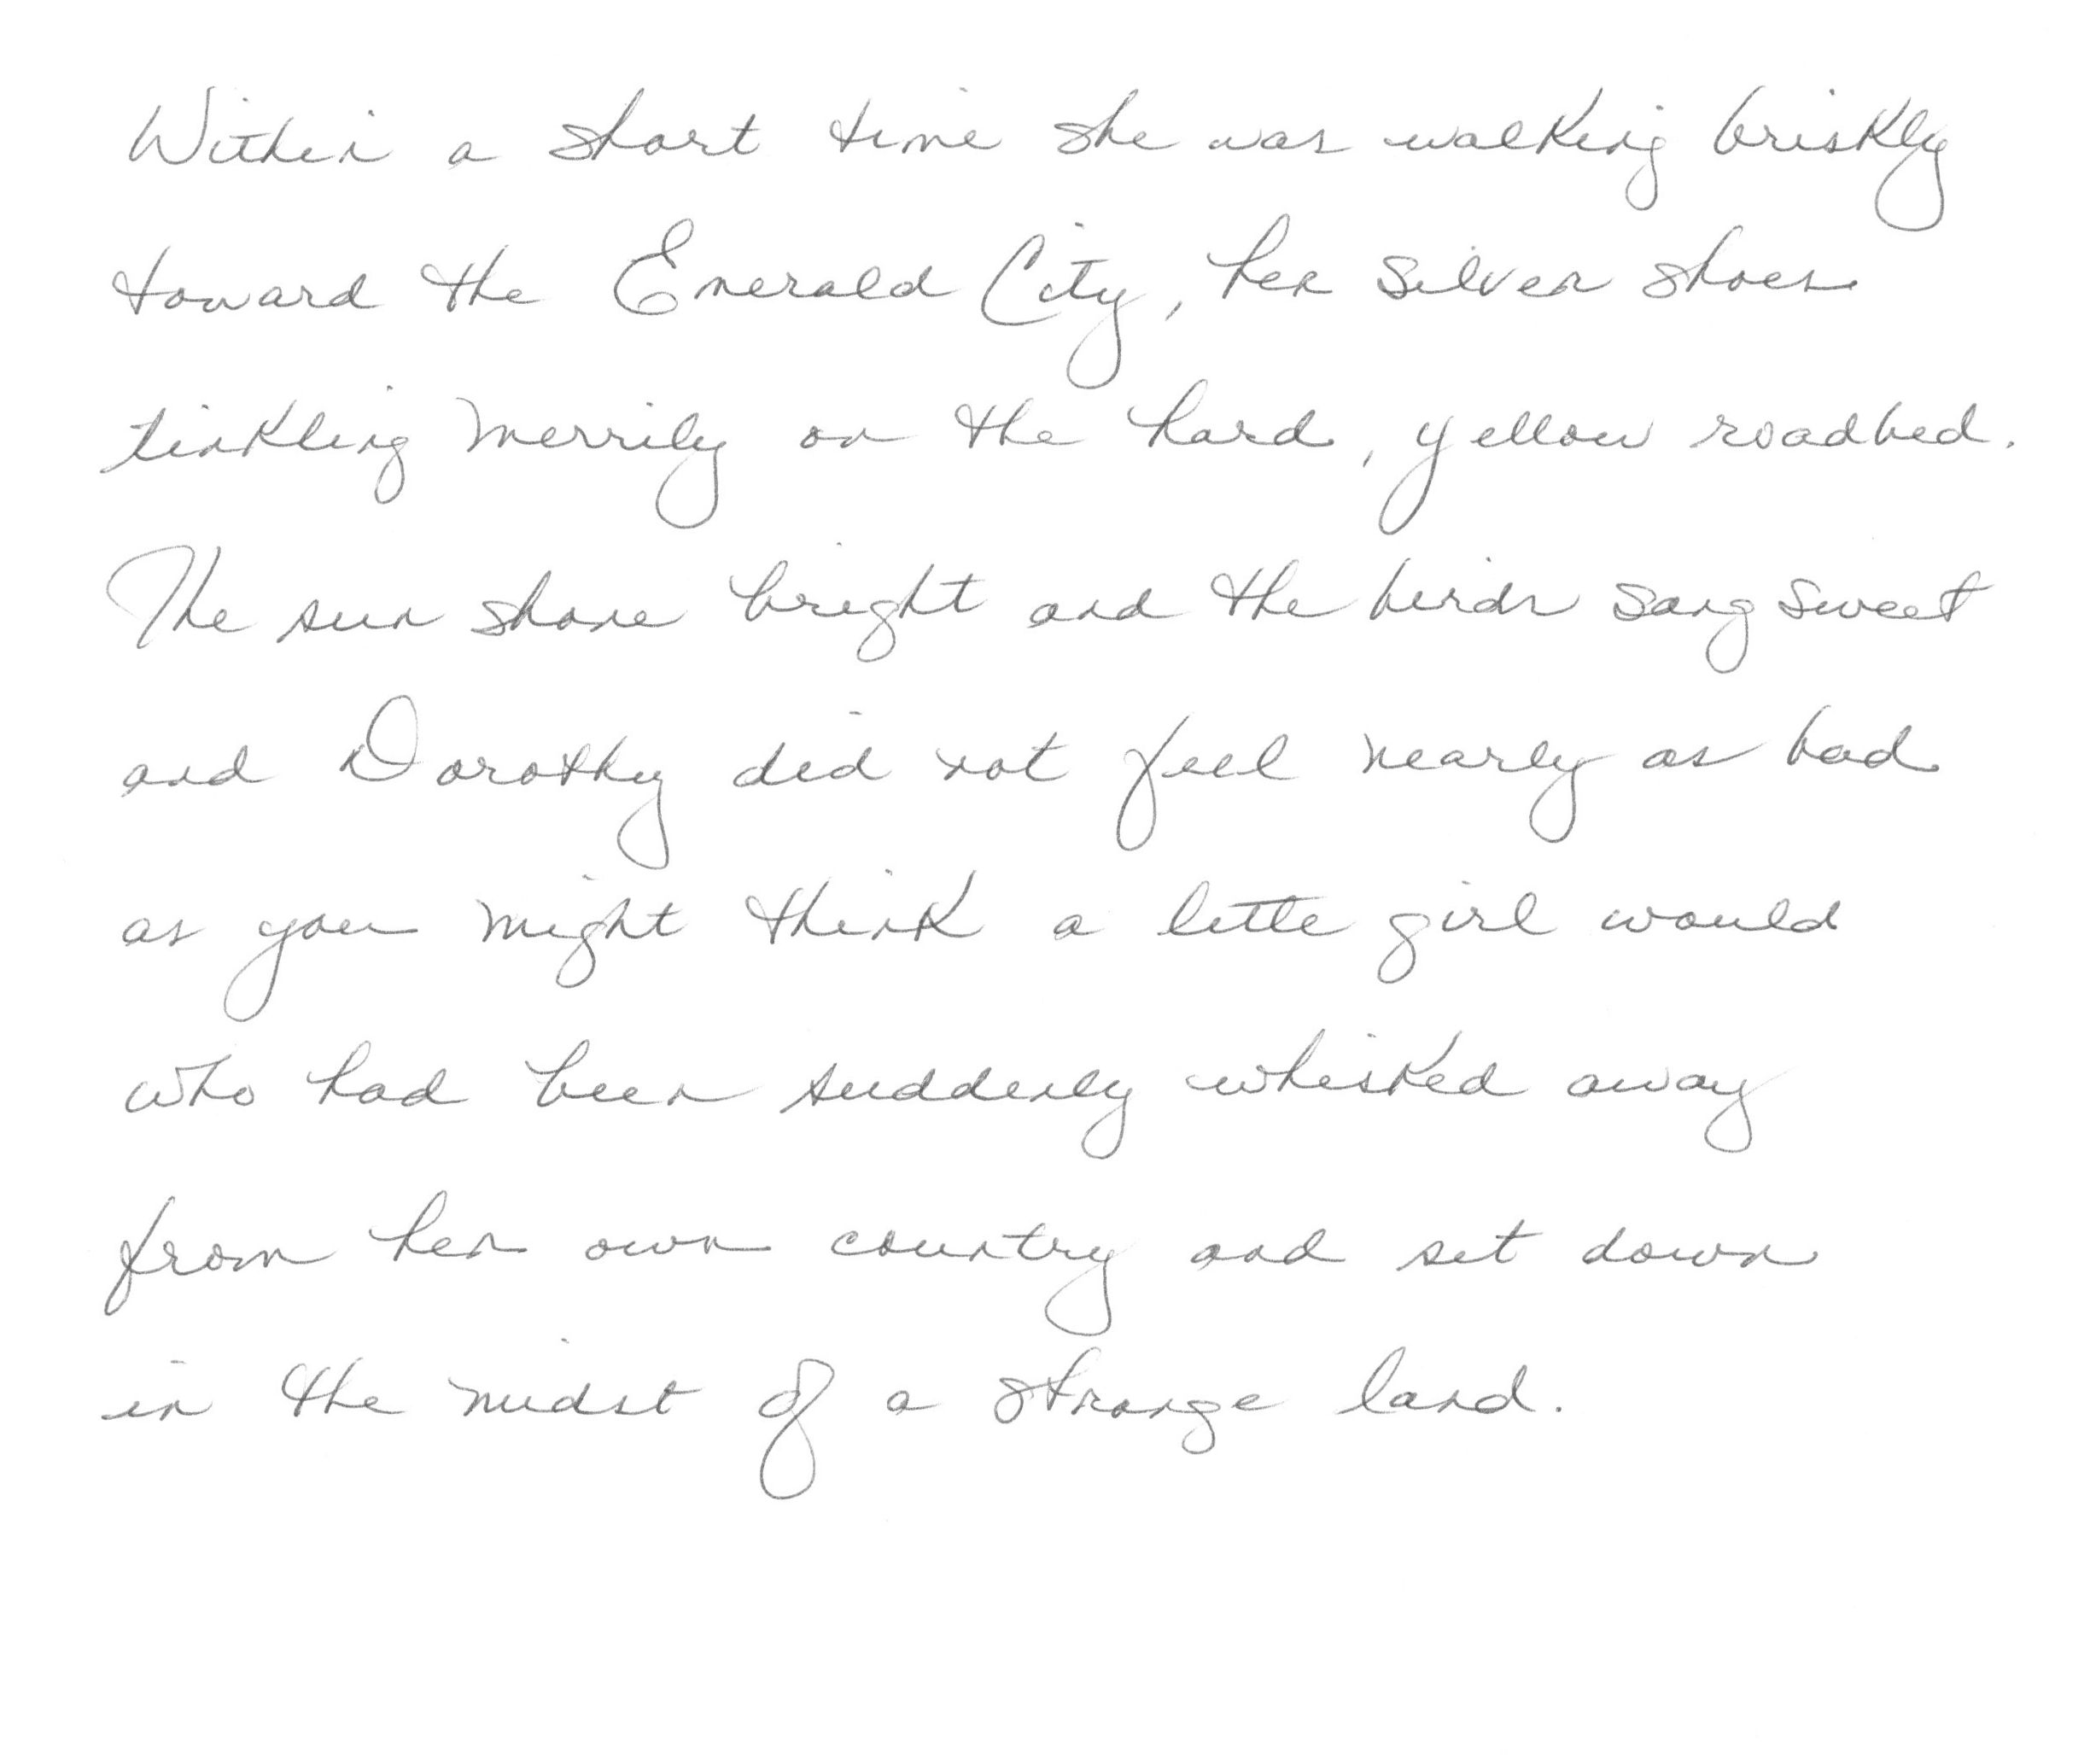 Within a short time she was walking briskly
toward the Emerald City, her silver shoes
tinkling merrily on the hard, yellow roadbed.
The sun shone bright and the birds sang sweet
and Dorothy did not feel nearly as bad
as you might think a little girl would
who had been suddenly whisked away
from her own country and set down
in the midst of a strange land.